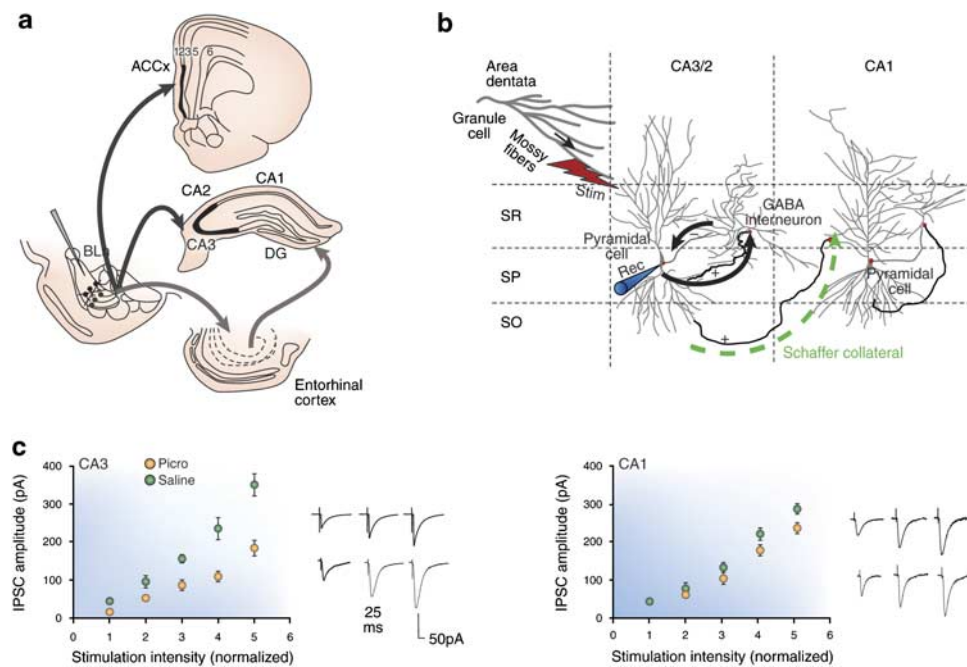 a
1 2 3 5 6
ACCx
CA2
CA1
CA3
DG
BLa
Entorhinal
cortex
b
CA3/2
CA1
Area
dentata
Granule
cell
Mossy
fibers
Stim
SR
SP
SO
GABA
interneuron
Pyramidal
cell
Rec
+
Pyramidal
cell
+
Schaffer collateral
c
CA3
Picro
Saline
IPSC amplitude (pA)
400
300
200
100
0
0 1 2 3 4 5 6
Stimulation intensity (normalized)
25
ms
50pA
CA1
IPSC amplitude (pA)
400
300
200
100
0
0 1 2 3 4 5 6
Stimulation intensity (normalized)